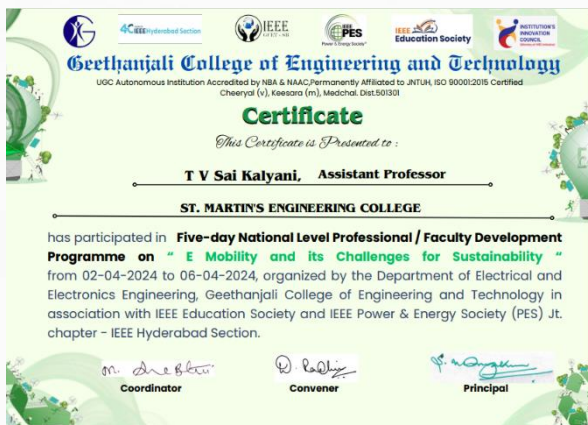 IEEE Hyderabad Section
IEEE
IEEE
PES
Power & Energy Society®
IEEE
Education Society
INSTITUTION'S
INNOVATION
COUNCIL
Geethanjali College of Engineering and Technology
UGC Autonomous Institution Accredited by NBA & NAAC,Permanently Affiliated to JNTUH, ISO 90001:2015 Certified
Cheeryal (v), Keesara (m), Medchal. Dist.501301
Certificate
This Certificate is Presented to :
T V Sai Kalyani, Assistant Professor
ST. MARTIN'S ENGINEERING COLLEGE
has participated in Five-day National Level Professional / Faculty Development
Programme on “ E Mobility and its Challenges for Sustainability “
from 02-04-2024 to 06-04-2024, organized by the Department of Electrical and
Electronics Engineering, Geethanjali College of Engineering and Technology in
association with IEEE Education Society and IEEE Power & Energy Society (PES) Jt.
chapter - IEEE Hyderabad Section.
Coordinator
Convener
Principal